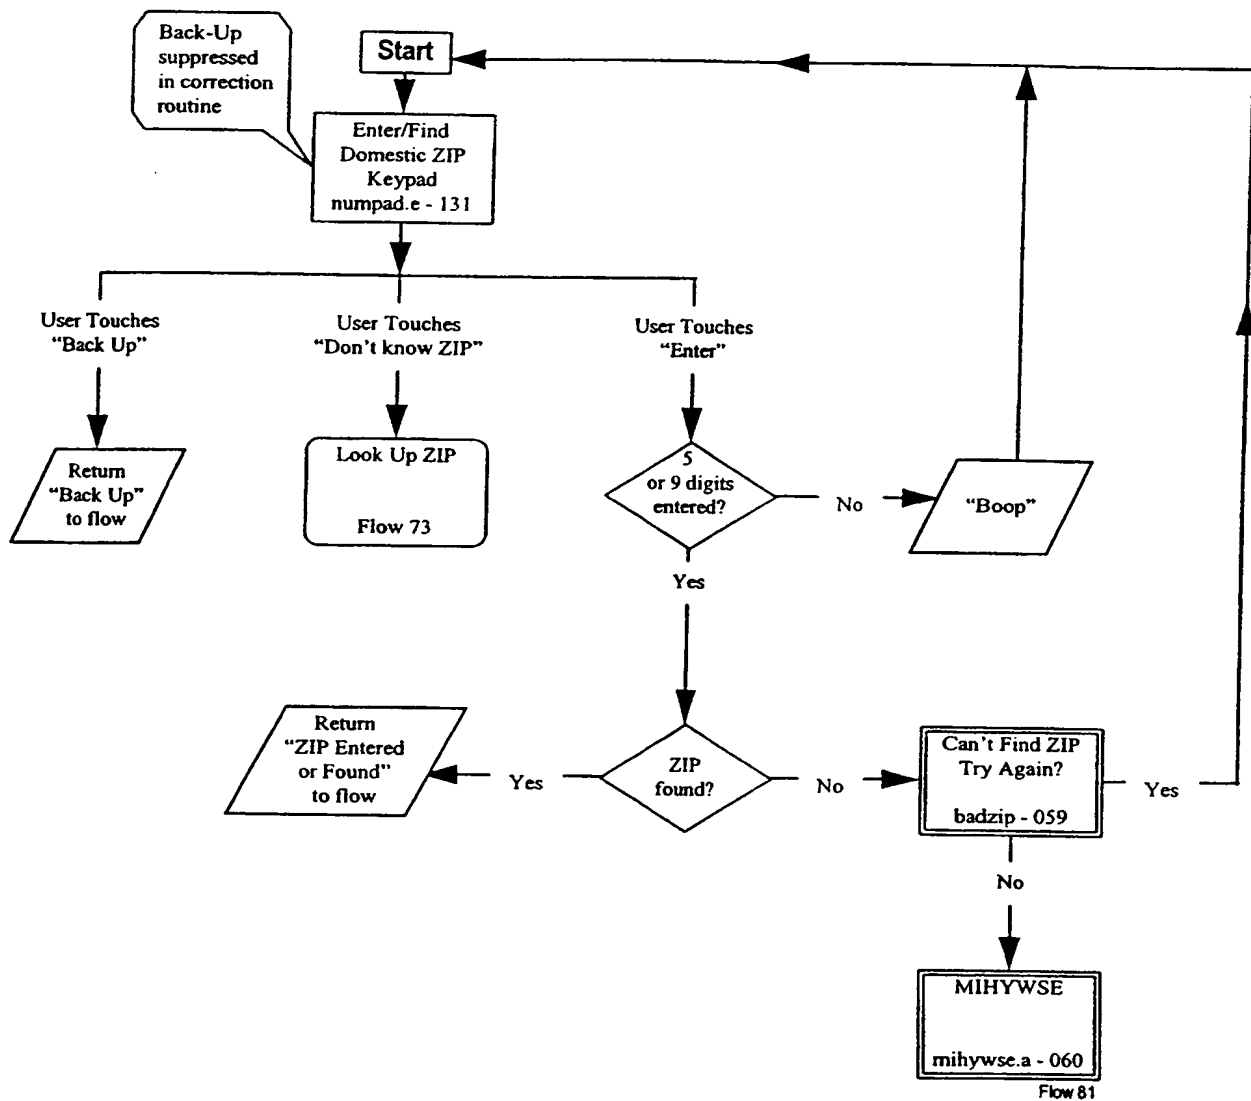 Back-Up
suppressed
in correction
routine
Start
Enter/Find
Domestic ZIP
Keypad
numpad.e - 131
User Touches
“Back Up”
User Touches
“Don't know ZIP”
User Touches
“Enter”
Return
“Back Up”
to flow
Look Up ZIP
Flow 73
5
or 9 digits
entered?
No
“Boop”
Yes
Return
“ZIP Entered
or Found”
to flow
Yes
ZIP
found?
No
Can't Find ZIP
Try Again?
badzip - 059
Yes
No
MIHYWSE
mihywse.a - 060
Flow 81